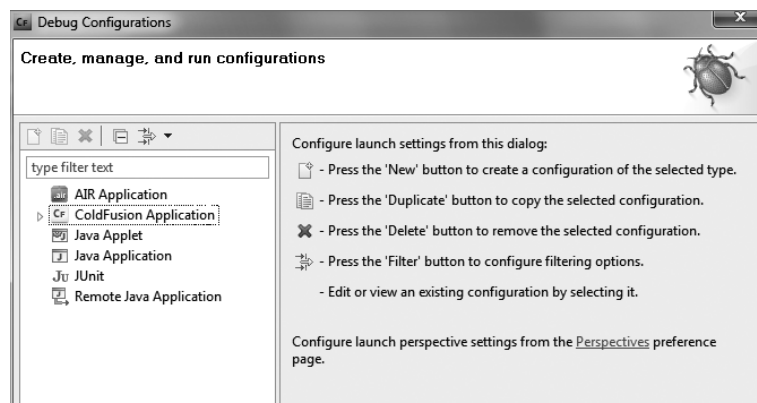 CF Debug Configurations
Create, manage, and run configurations
type filter text
AIR Application
CF ColdFusion Application
Java Applet
J Java Application
JU JUnit
J Remote Java Application
Configure launch settings from this dialog:
- Press the 'New' button to create a configuration of the selected type.
- Press the 'Duplicate' button to copy the selected configuration.
- Press the 'Delete' button to remove the selected configuration.
- Press the 'Filter' button to configure filtering options.
- Edit or view an existing configuration by selecting it.
Configure launch perspective settings from the Perspectives preference
page.